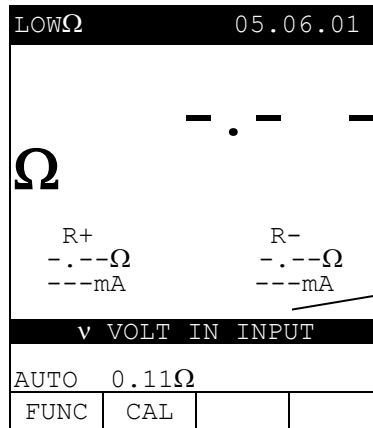 LOWΩ 05.06.01
-.- -
Ω
R+ R-
-.--Ω -.--Ω
---mA ---mA
ν VOLT IN INPUT
AUTO 0.11Ω
FUNC CAL